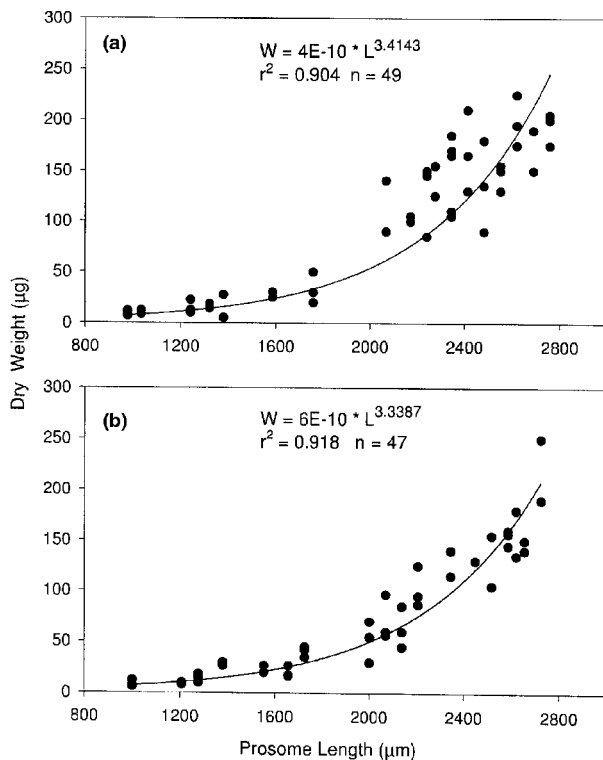 300
(a)
W = 4E-10 * L3.4143
r2 = 0.904 n = 49
250
200
150
100
50
0
800 1200 1600 2000 2400 2800
Dry Weight (µg)
300
(b)
W = 6E-10 * L3.3387
r2 = 0.918 n = 47
250
200
150
100
50
0
800 1200 1600 2000 2400 2800
Prosome Length (µm)